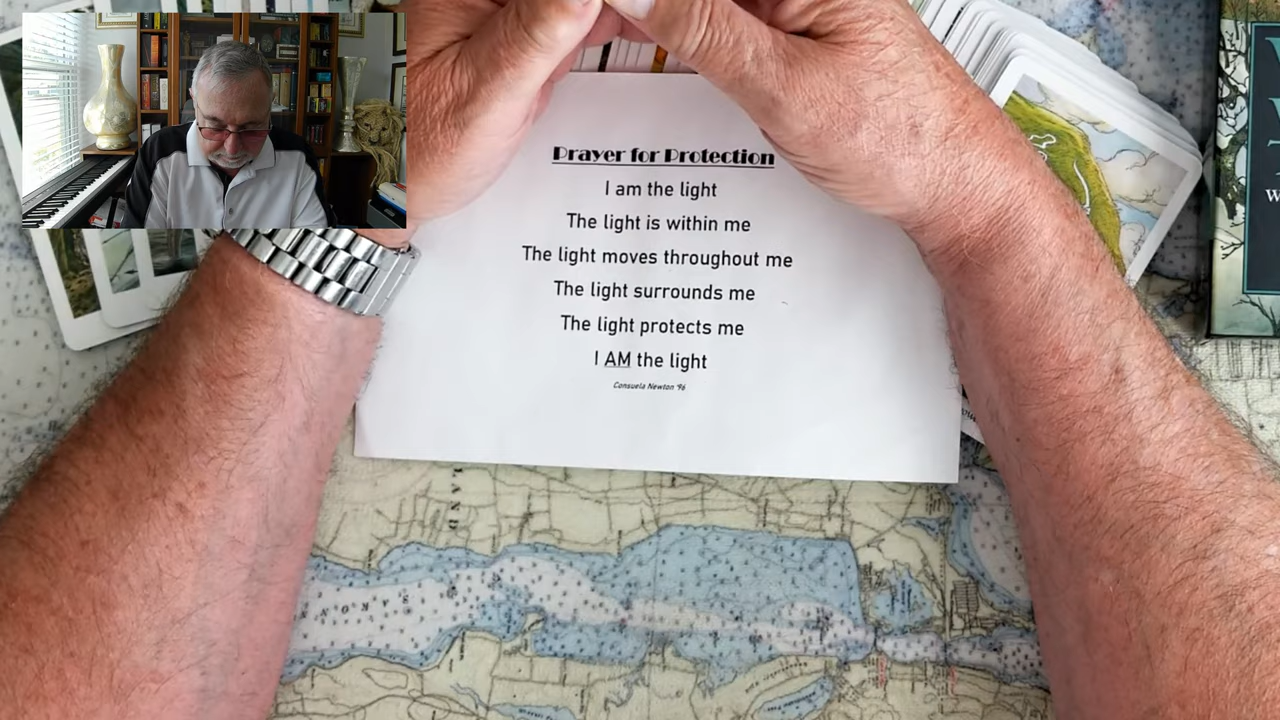 Prayer for Protection
I am the light
The light is within me
The light moves throughout me
The light surrounds me
The light protects me
I AM the light
Consuela Newton '96